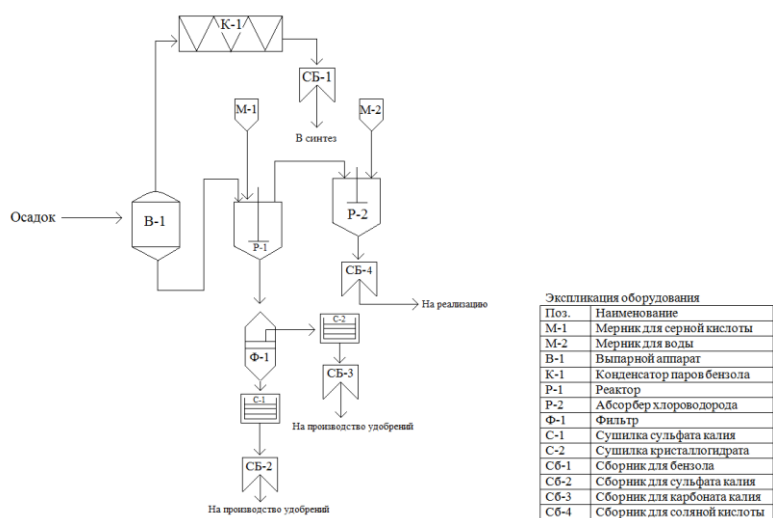 К-1
СБ-1
М-1
М-2
В синтез
Осадок
В-1
Р-1
Р-2
СБ-4
На реализацию
С-2
Ф-1
СБ-3
С-1
На производство удобрений
СБ-2
На производство удобрений
Экспликация оборудования
Поз. Наименование
М-1 Мерник для серной кислоты
М-2 Мерник для воды
В-1 Выпарной аппарат
К-1 Конденсатор паров бензола
Р-1 Реактор
Р-2 Абсорбер хлороводорода
Ф-1 Фильтр
С-1 Сушилка сульфата калия
С-2 Сушилка кристаллогидрата
Сб-1 Сборник для бензола
Сб-2 Сборник для сульфата калия
Сб-3 Сборник для карбоната калия
Сб-4 Сборник для соляной кислоты